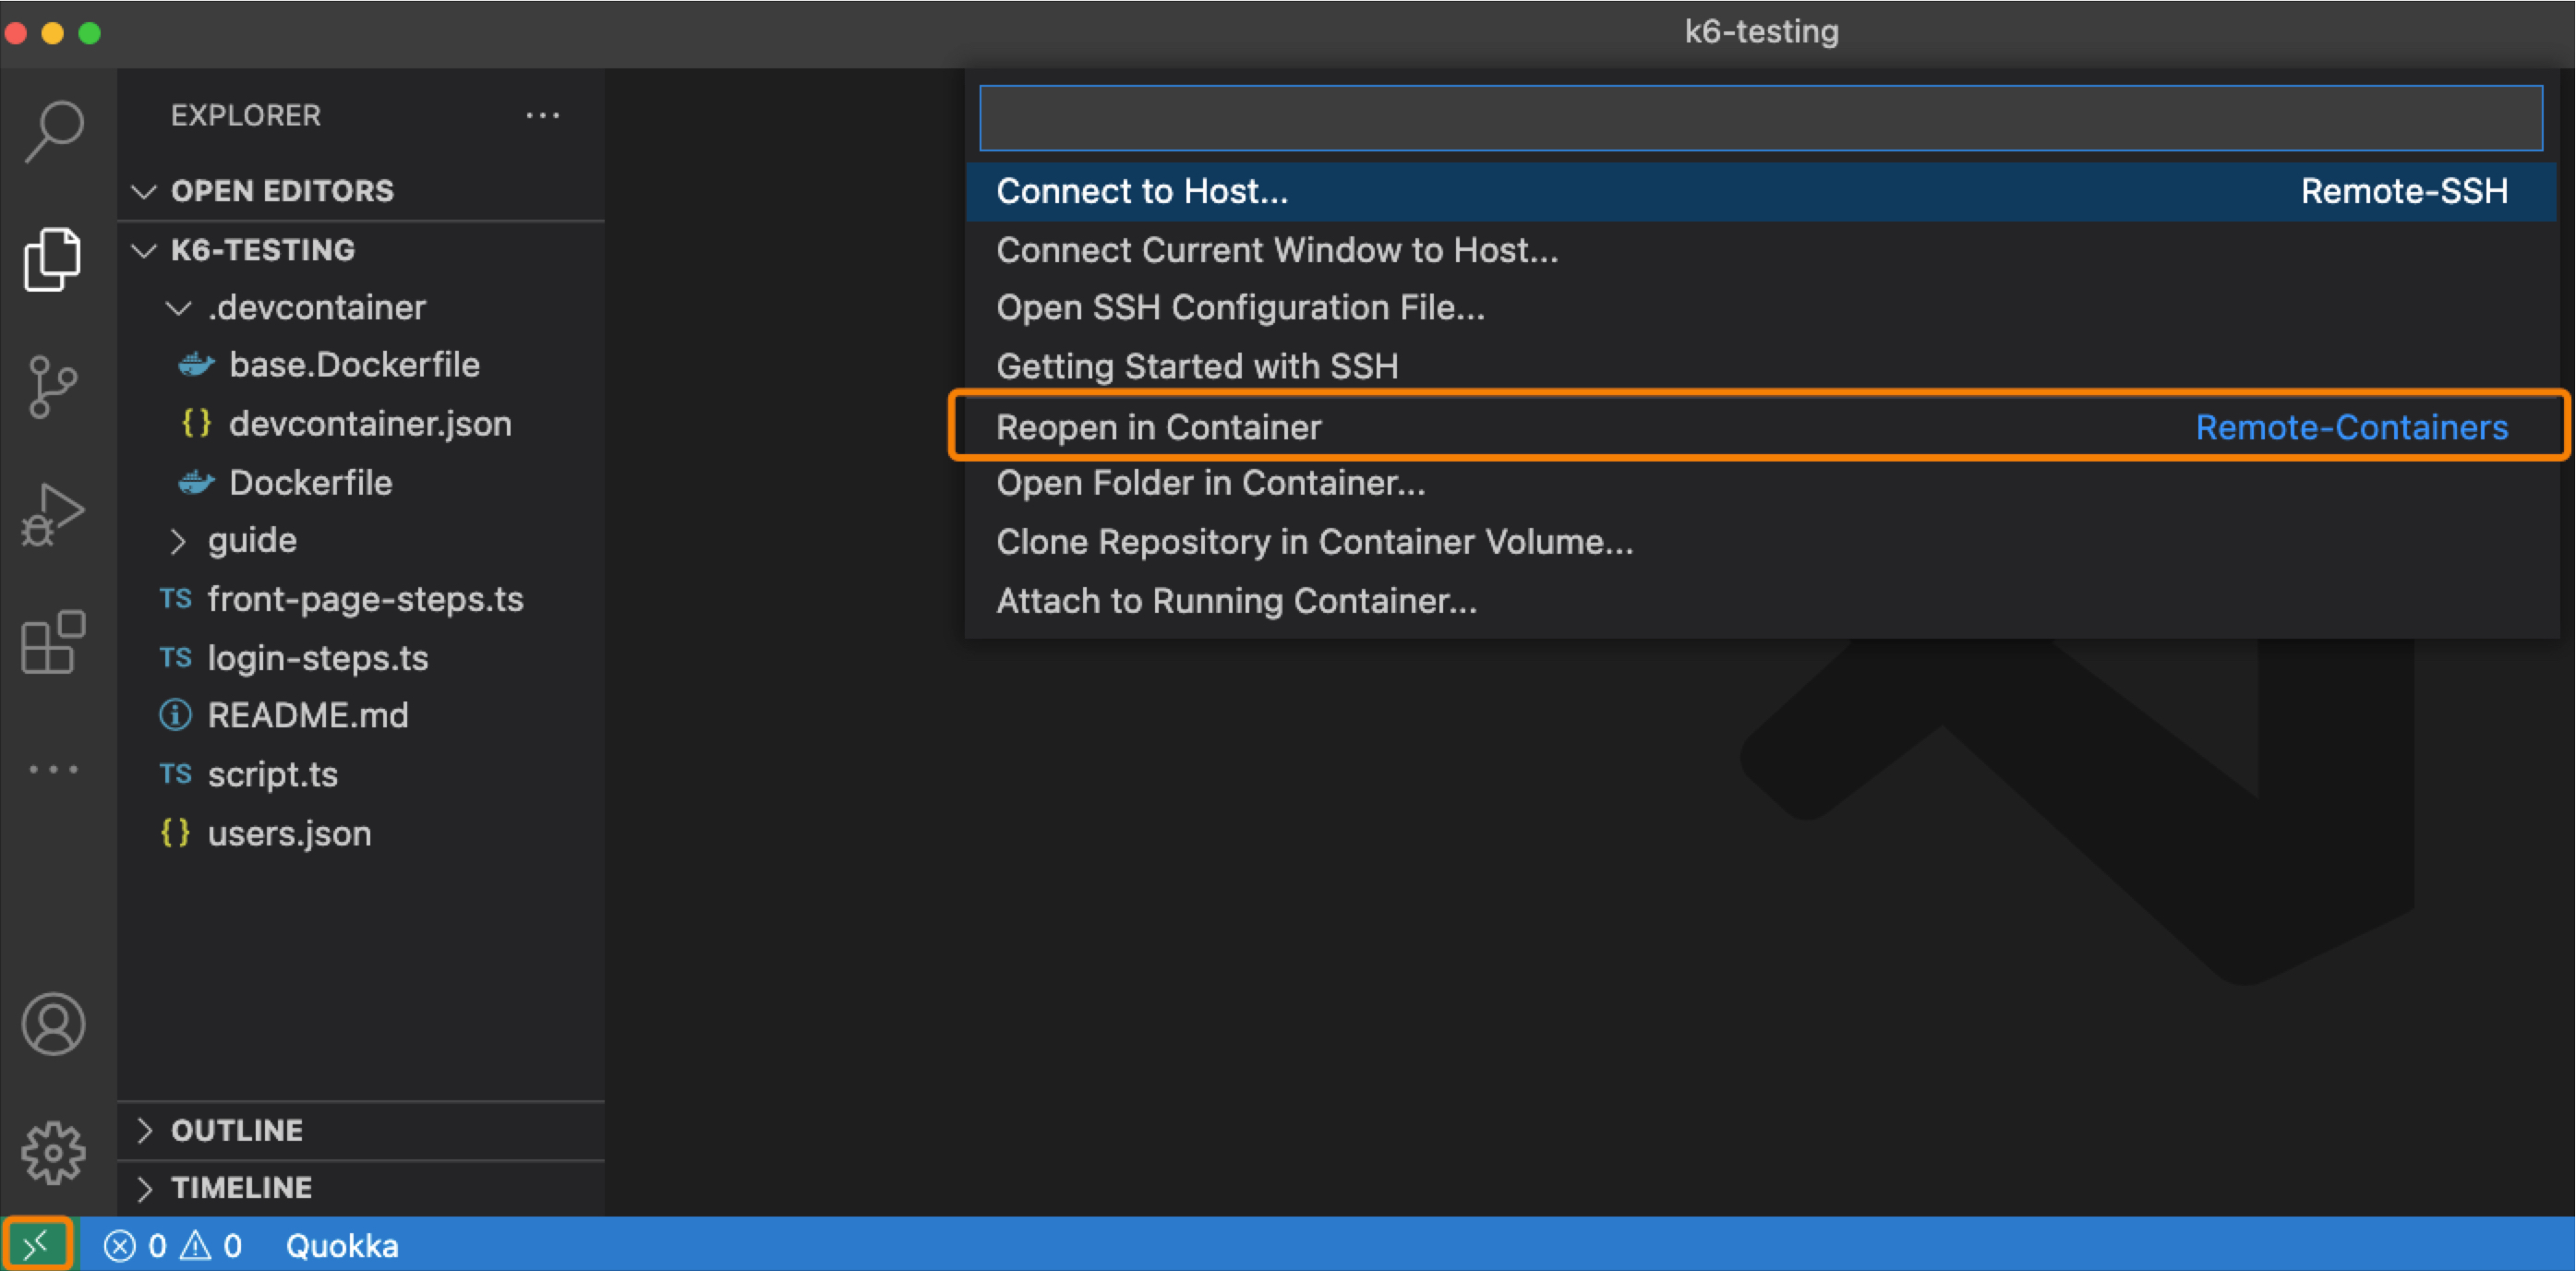 k6-testing
EXPLORER
OPEN EDITORS
K6-TESTING
.devcontainer
base.Dockerfile
{} devcontainer.json
Dockerfile
guide
TS front-page-steps.ts
TS login-steps.ts
README.md
TS script.ts
{} users.json
OUTLINE
TIMELINE
Connect to Host... Remote-SSH
Connect Current Window to Host...
Open SSH Configuration File...
Getting Started with SSH
Reopen in Container Remote-Containers
Open Folder in Container...
Clone Repository in Container Volume...
Attach to Running Container...
0 0 Quokka